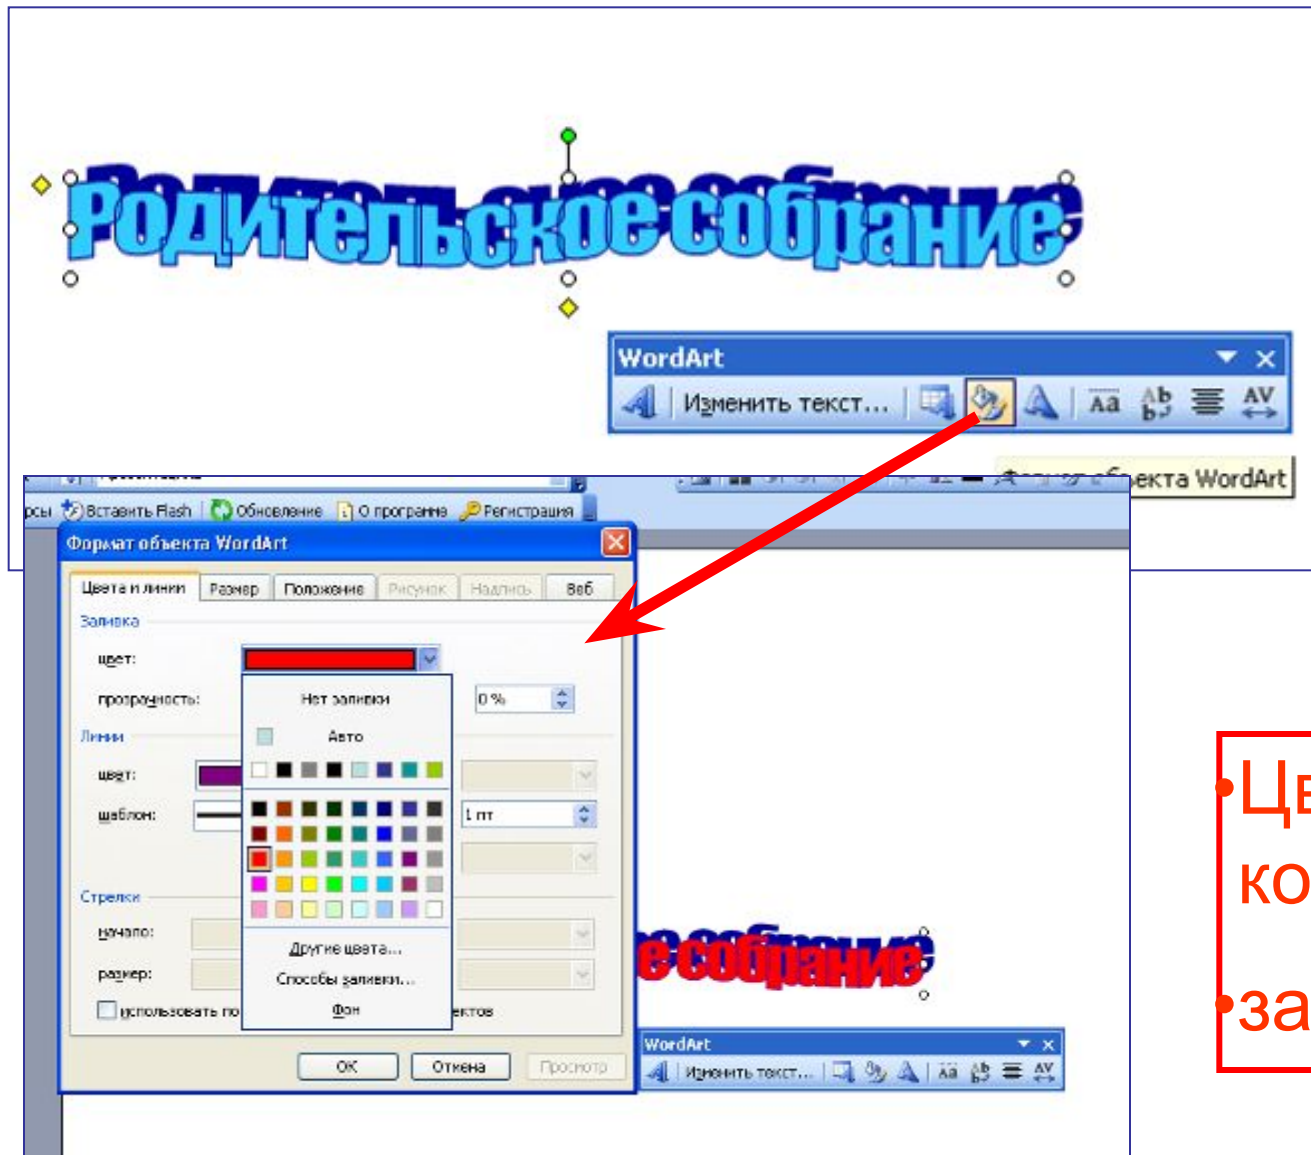 Родительское собрание
WordArt
Изменить текст...
Формат объекта WordArt
Вставить Flash Обновление О программе Регистрация
Формат объекта WordArt
Цвета и линии Размер Положение Рисунок Надпись Веб
Заливка
цвет:
прозрачность: 0 %
Нет заливки
Авто
Линии
цвет:
шаблон: 1 пт
Стрелки
начало:
размер:
Другие цвета...
Способы заливки...
Фон
использовать по ектов
ОК Отмена Просмотр
е собрание
WordArt
Изменить текст...
•Цв
ко
•за